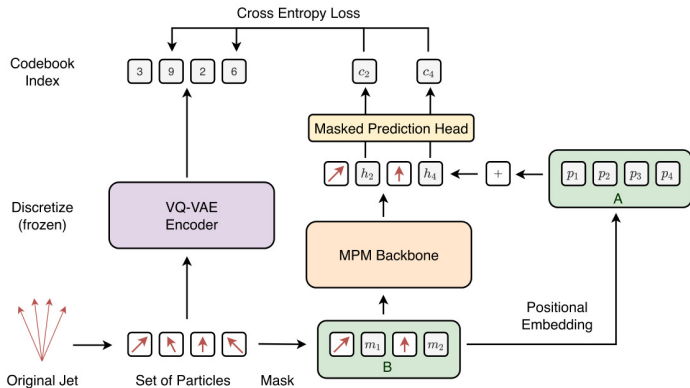 Cross Entropy Loss
Codebook
Index
3 9 2 6
c₂ c₄
Masked Prediction Head
h₂ h₄ + p₁ p₂ p₃ p₄
A
Discretize
(frozen)
VQ-VAE
Encoder
MPM Backbone
Positional
Embedding
m₁ m₂
B
Original Jet
Set of Particles
Mask